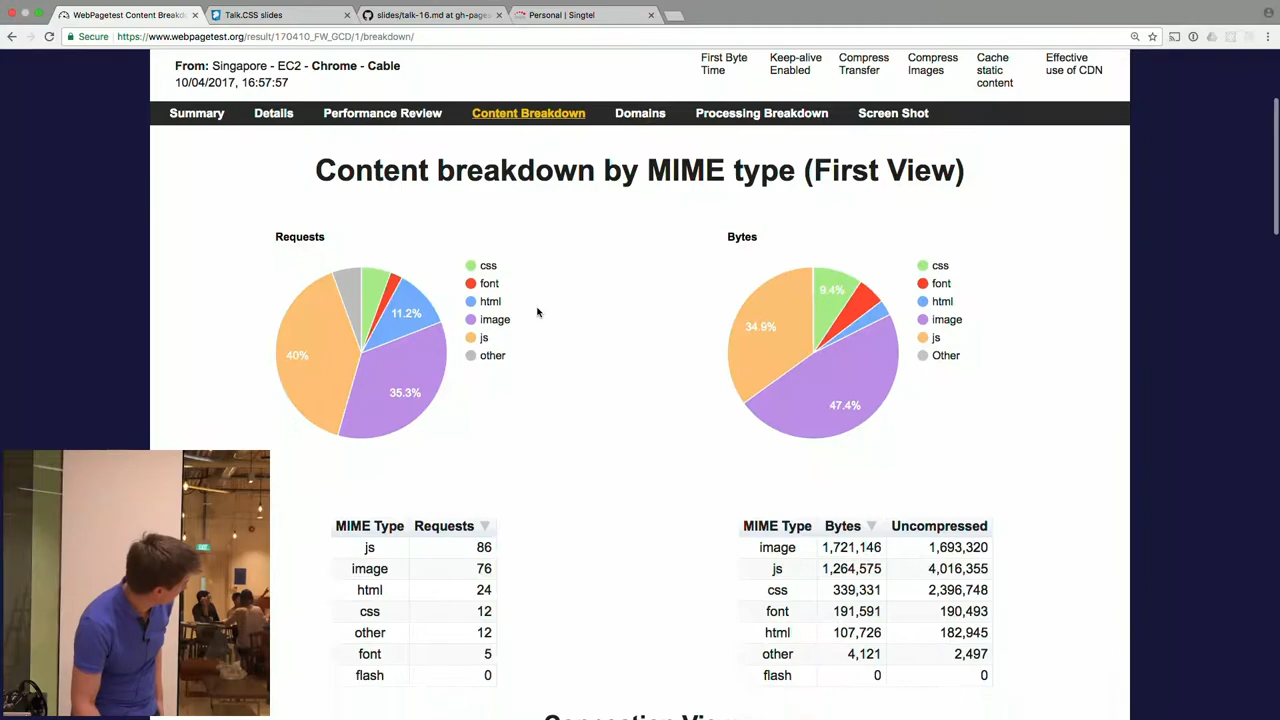 WebPagetest Content Breakd
Talk.CSS slides
slides/talk-16.md at gh-pages
Personal | Singtel
Secure
https://www.webpagetest.org/result/170410_FW_GCD/1/breakdown/
From: Singapore - EC2 - Chrome - Cable
10/04/2017, 16:57:57
First Byte Time
Keep-alive Enabled
Compress Transfer
Compress Images
Cache static content
Effective use of CDN
Summary Details Performance Review Content Breakdown Domains Processing Breakdown Screen Shot
Content breakdown by MIME type (First View)
Requests
css
font
html
image
js
other
11.2%
40%
35.3%
Bytes
css
font
html
image
js
Other
9.4%
34.9%
47.4%
MIME Type Requests
js 86
image 76
html 24
css 12
other 12
font 5
flash 0
MIME Type Bytes Uncompressed
image 1,721,146 1,693,320
js 1,264,575 4,016,355
css 339,331 2,396,748
font 191,591 190,493
html 107,726 182,945
other 4,121 2,497
flash 0 0
EXIT